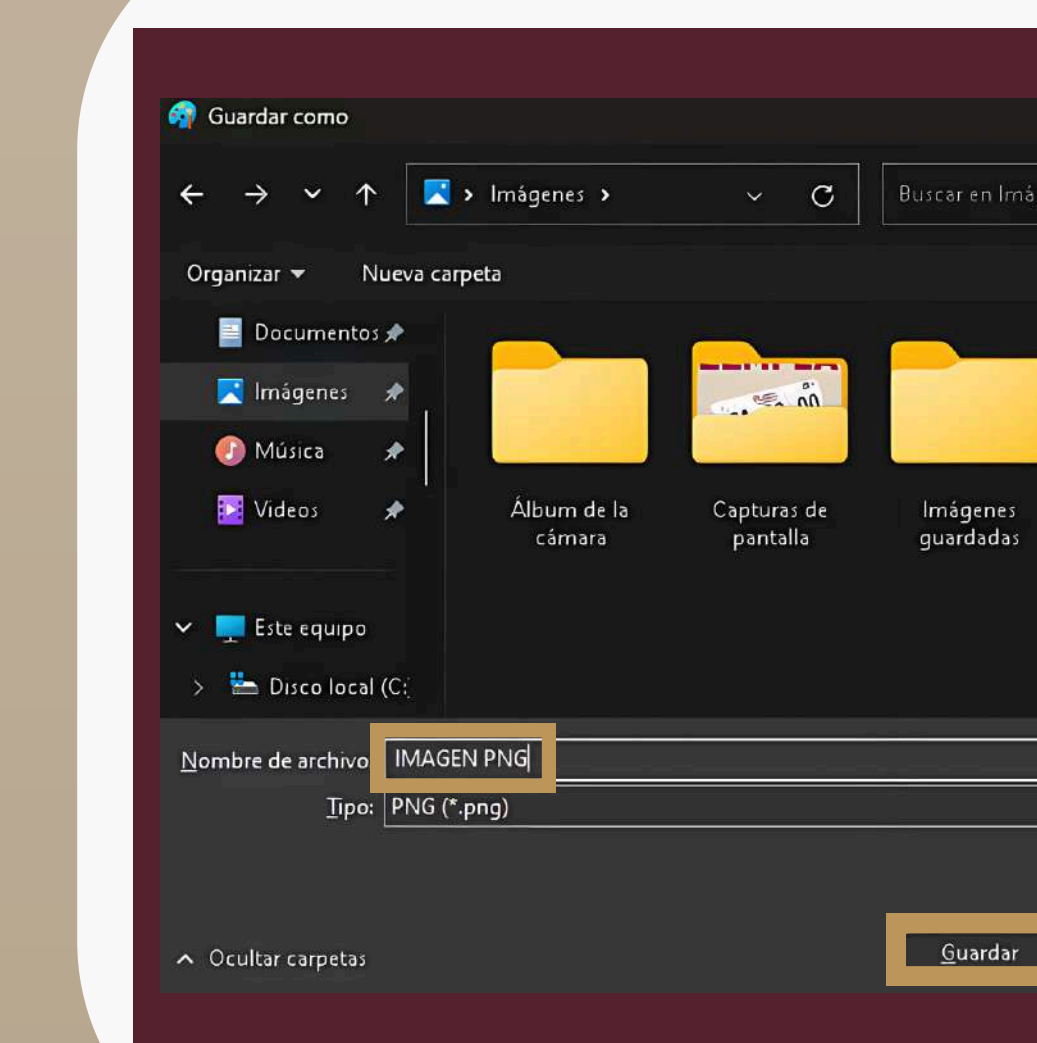 Guardar como
Imágenes
Buscar en Imá
Organizar
Nueva carpeta
Documentos
Imágenes
Música
Videos
Álbum de la
cámara
Capturas de
pantalla
Imágenes
guardadas
Este equipo
Disco local (C:
Nombre de archivo
IMAGEN PNG
Tipo: PNG (*.png)
Ocultar carpetas
Guardar